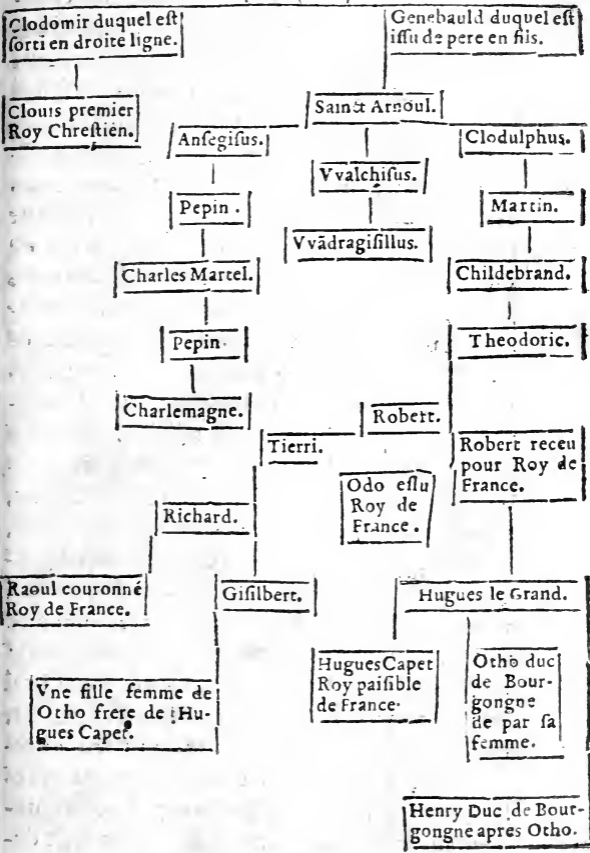 Clodomir duquel eſt
ſorti en droite ligne.
Genebauld duquel eſt
iſſu de pere en fils.
Clouis premier
Roy Chreſtien.
Sainct Arnoul.
Anſegiſus.
Clodulphus.
Vvalchiſus.
Pepin .
Martin.
Vvādragiſillus.
Charles Martel.
Childebrand.
Pepin.
Theodoric.
Charlemagne.
Robert.
Tierri.
Robert receu
pour Roy de
France.
Odo eſlu
Roy de
France .
Richard.
Raoul couronné
Roy de France.
Giſilbert.
Hugues le Grand.
Vne fille femme de
Otho frere de Hu-
gues Capet.
Hugues Capet
Roy paiſible
de France.
Otho duc
de Bour-
gongne
de par ſa
femme.
Henry Duc de Bour-
gongne apres Otho.